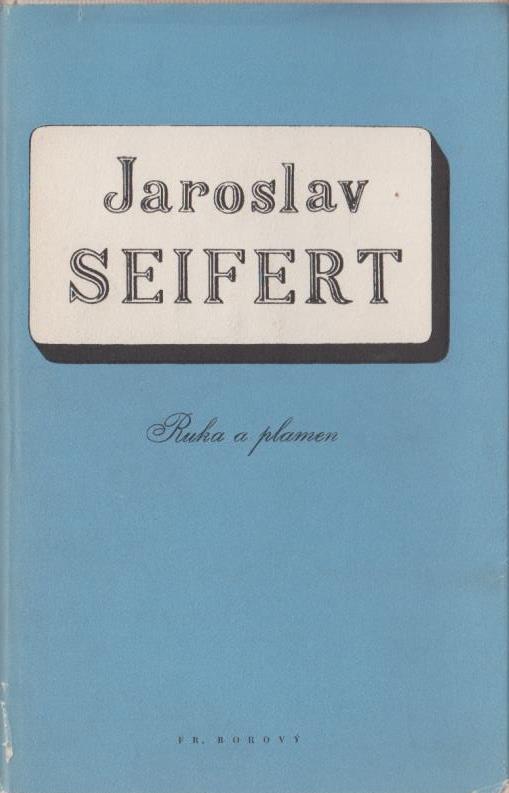 Jaroslav
SEIFERT
Ruka a plamen
FR. BOROVÝ